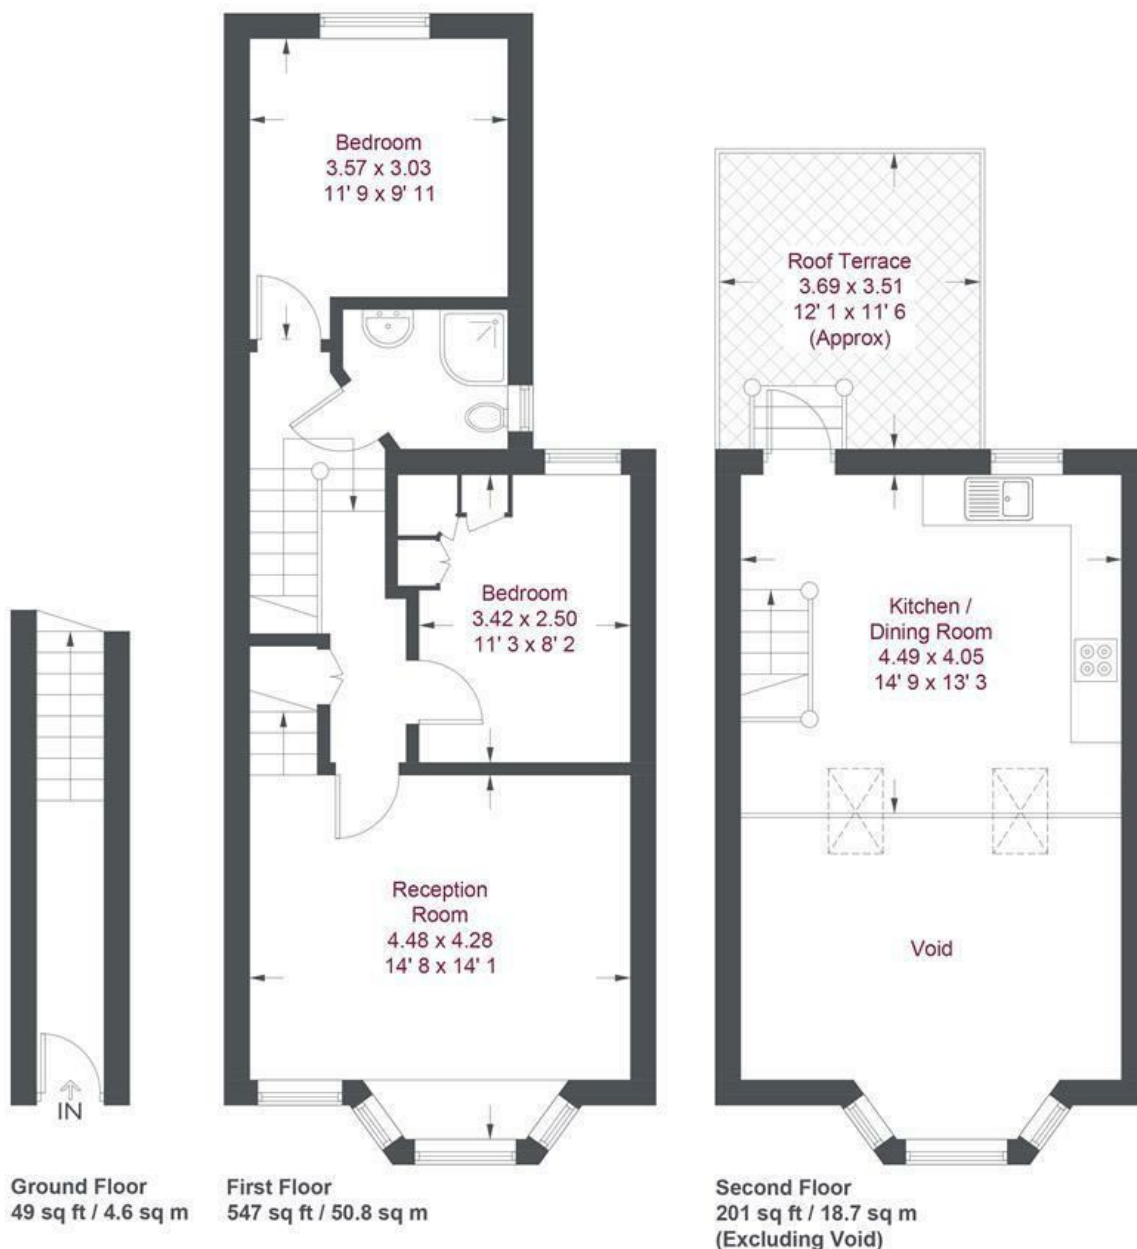 Bedroom
3.57 x 3.03
11' 9 x 9' 11
Roof Terrace
3.69 x 3.51
12' 1 x 11' 6
(Approx)
Bedroom
3.42 x 2.50
11' 3 x 8' 2
Kitchen /
Dining Room
4.49 x 4.05
14' 9 x 13' 3
Reception
Room
4.48 x 4.28
14' 8 x 14' 1
Void
IN
Ground Floor
49 sq ft / 4.6 sq m
First Floor
547 sq ft / 50.8 sq m
Second Floor
201 sq ft / 18.7 sq m
(Excluding Void)